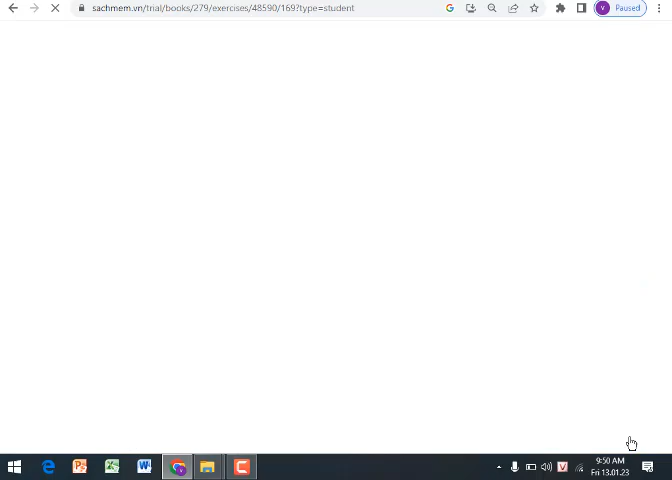 sachmem.vn/trial/books/279/exercises/48590/169?type=student
G
V
Paused
V
9:50 AM
Fri 13.01.23